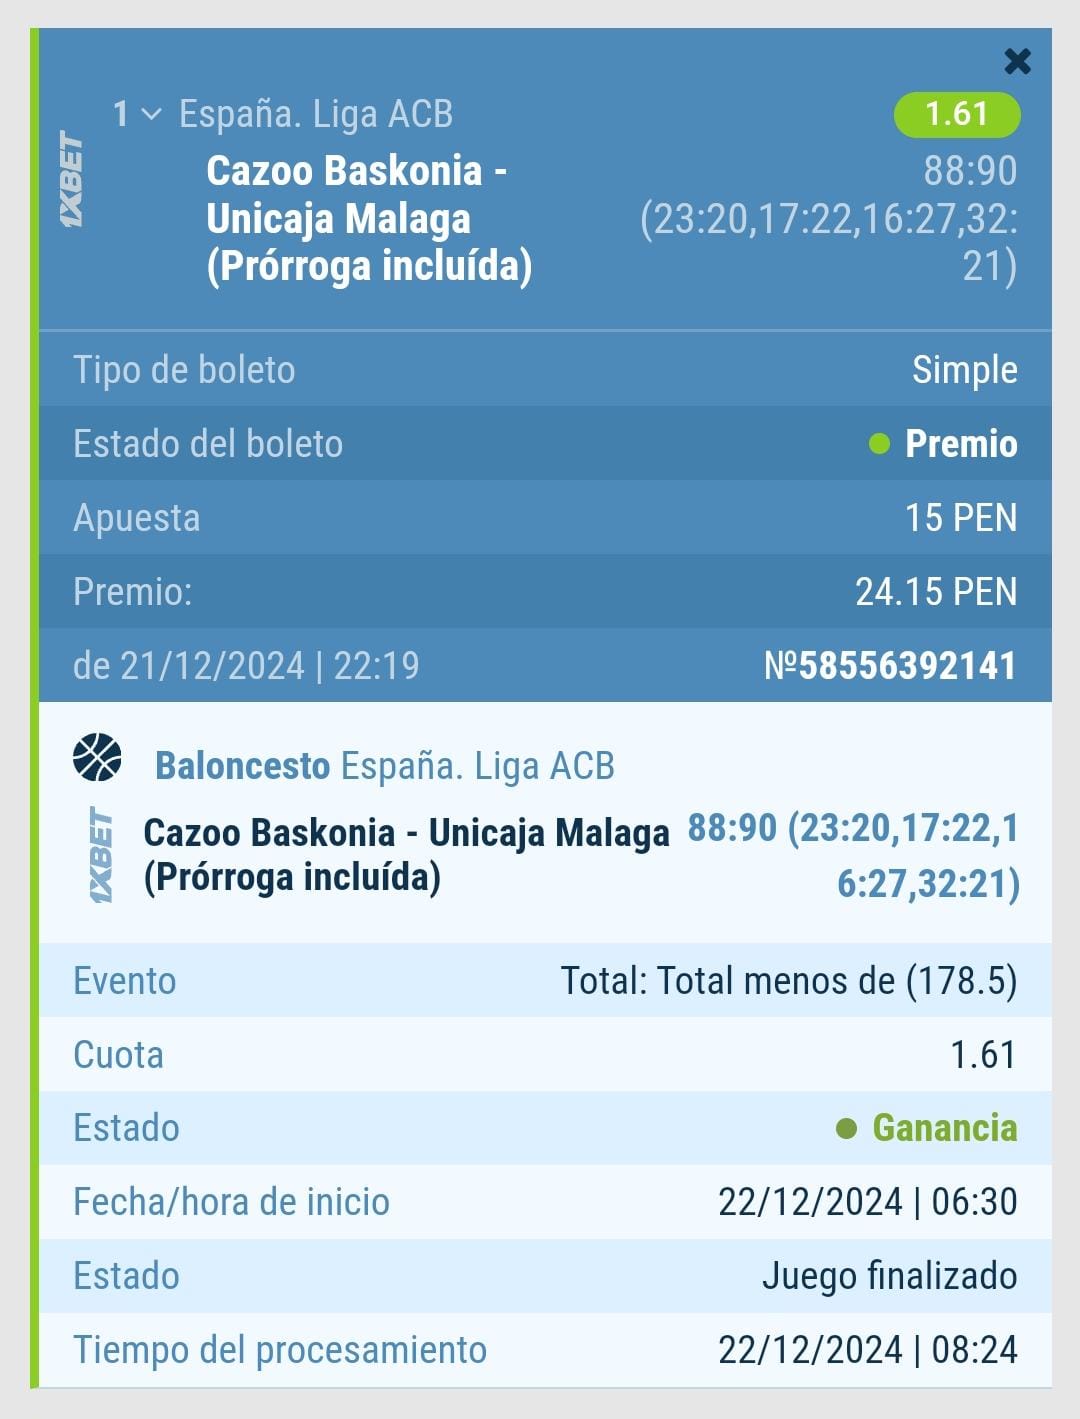 1 España. Liga ACB 1.61
1XBET
Cazoo Baskonia - 88:90
Unicaja Malaga (23:20,17:22,16:27,32:
(Prórroga incluída) 21)
Tipo de boleto Simple
Estado del boleto Premio
Apuesta 15 PEN
Premio: 24.15 PEN
de 21/12/2024 | 22:19 №58556392141
Baloncesto España. Liga ACB
1XBET
Cazoo Baskonia - Unicaja Malaga 88:90 (23:20,17:22,1
(Prórroga incluída) 6:27,32:21)
Evento Total: Total menos de (178.5)
Cuota 1.61
Estado Ganancia
Fecha/hora de inicio 22/12/2024 | 06:30
Estado Juego finalizado
Tiempo del procesamiento 22/12/2024 | 08:24